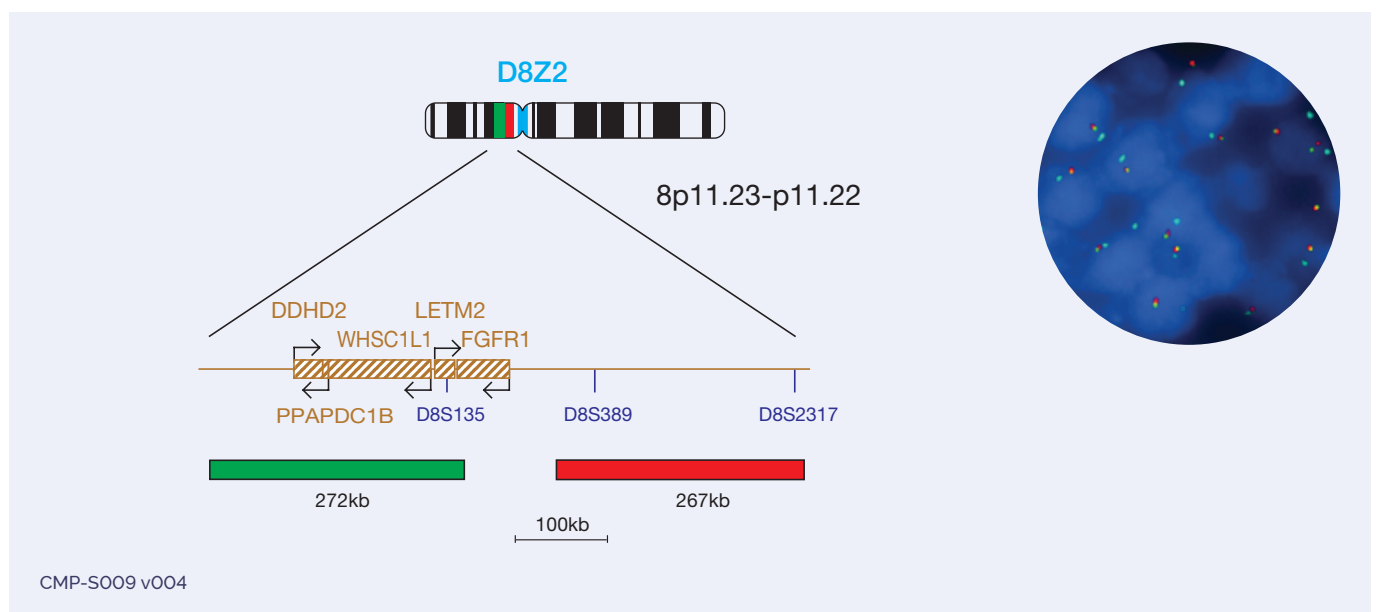 D8Z2
8p11.23-p11.22
DDHD2 LETM2
WHSC1L1 FGFR1
PPAPDC1B D8S135 D8S389 D8S2317
272kb 267kb
100kb
CMP-S009 v004